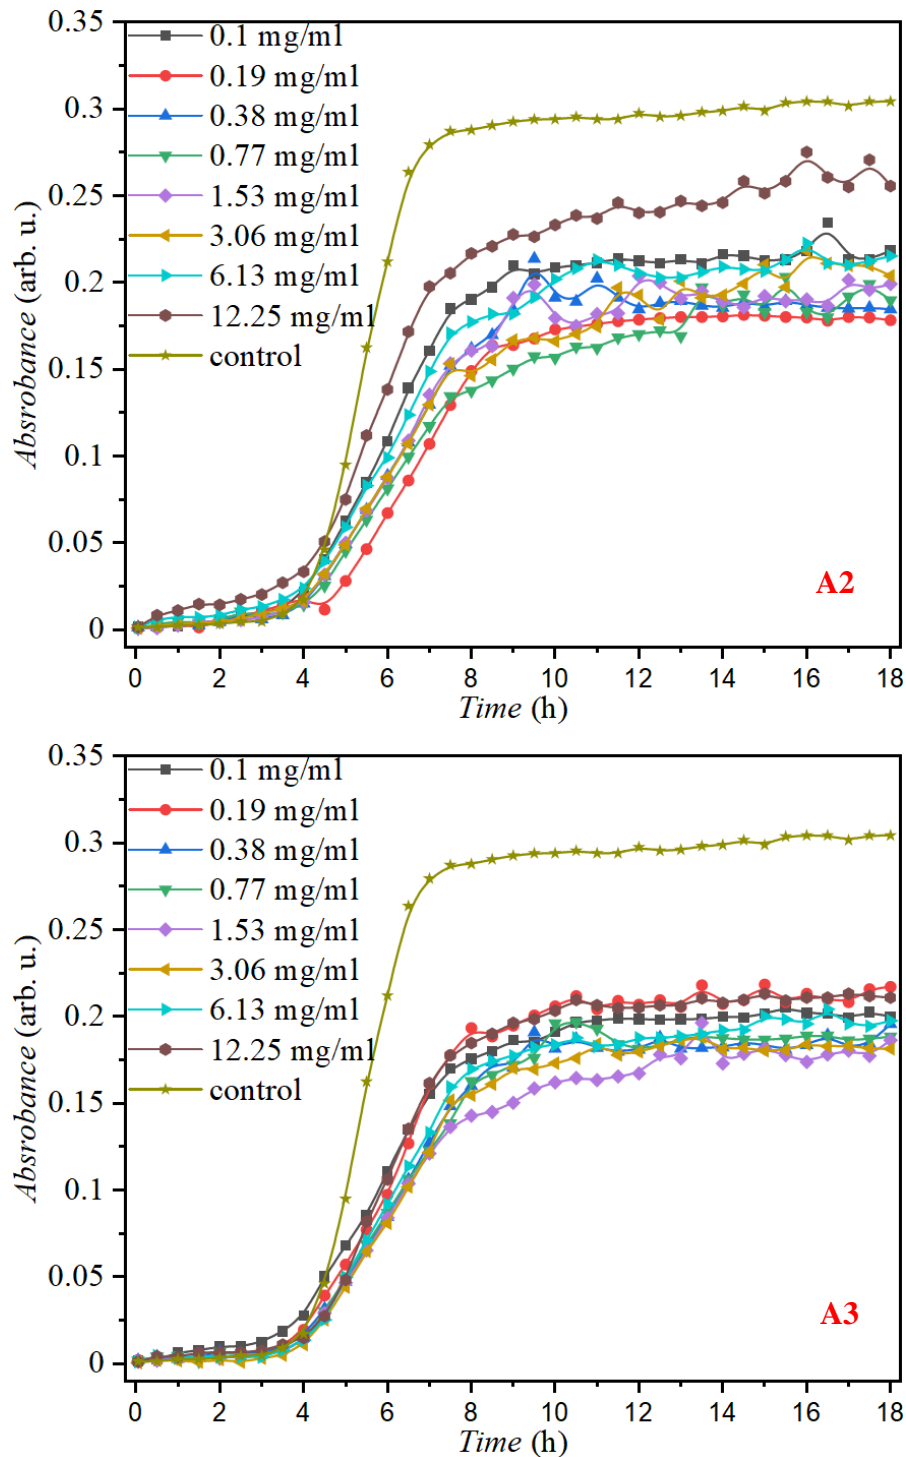 0.35
0.3
0.25
0.2
0.15
0.1
0.05
0
Absrobance (arb. u.)
0.1 mg/ml
0.19 mg/ml
0.38 mg/ml
0.77 mg/ml
1.53 mg/ml
3.06 mg/ml
6.13 mg/ml
12.25 mg/ml
control
A2
0 2 4 6 8 10 12 14 16 18
Time (h)
0.35
0.3
0.25
0.2
0.15
0.1
0.05
0
Absrobance (arb. u.)
0.1 mg/ml
0.19 mg/ml
0.38 mg/ml
0.77 mg/ml
1.53 mg/ml
3.06 mg/ml
6.13 mg/ml
12.25 mg/ml
control
A3
0 2 4 6 8 10 12 14 16 18
Time (h)